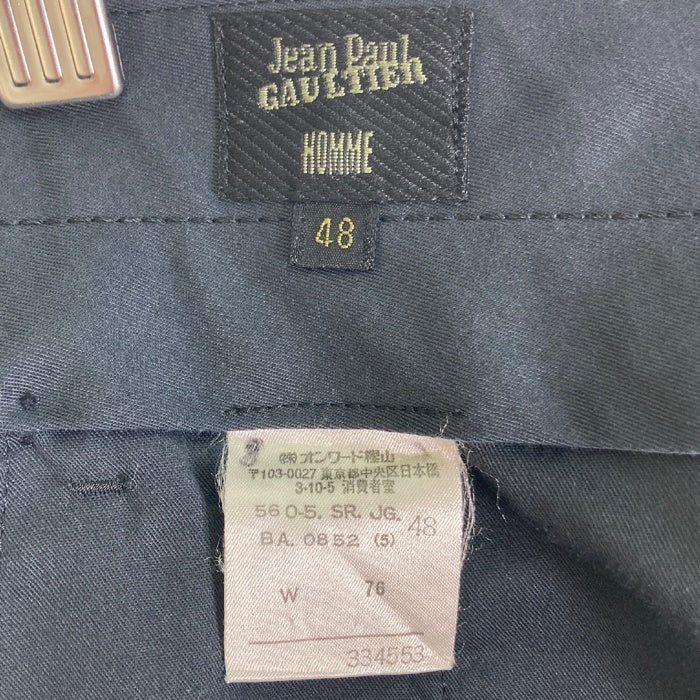 Jean Paul
GAULTIER
HOMME
48
(株)オンワード樫山
〒103-0027 東京都中央区日本橋
3-10-5 消費者室
56 0-5. SR. JG. 48
BA. 0852 (5)
W 76
334553